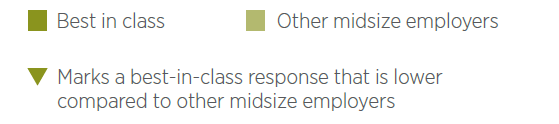 Best in class Other midsize employers
Marks a best-in-class response that is lower
compared to other midsize employers